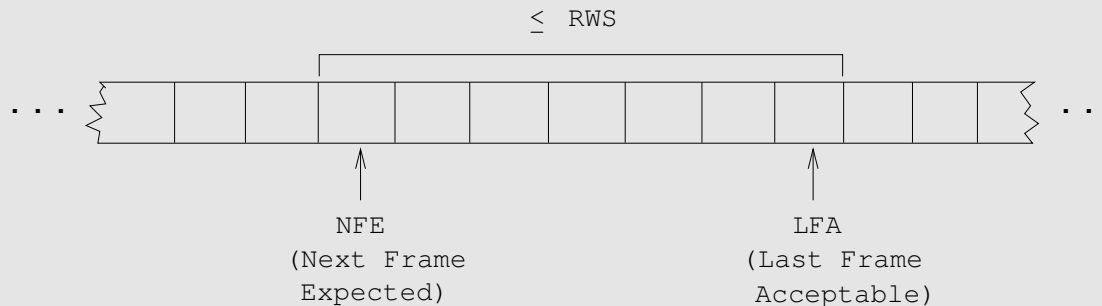 ≤ RWS
. . . . .
NFE LFA
(Next Frame (Last Frame
Expected) Acceptable)